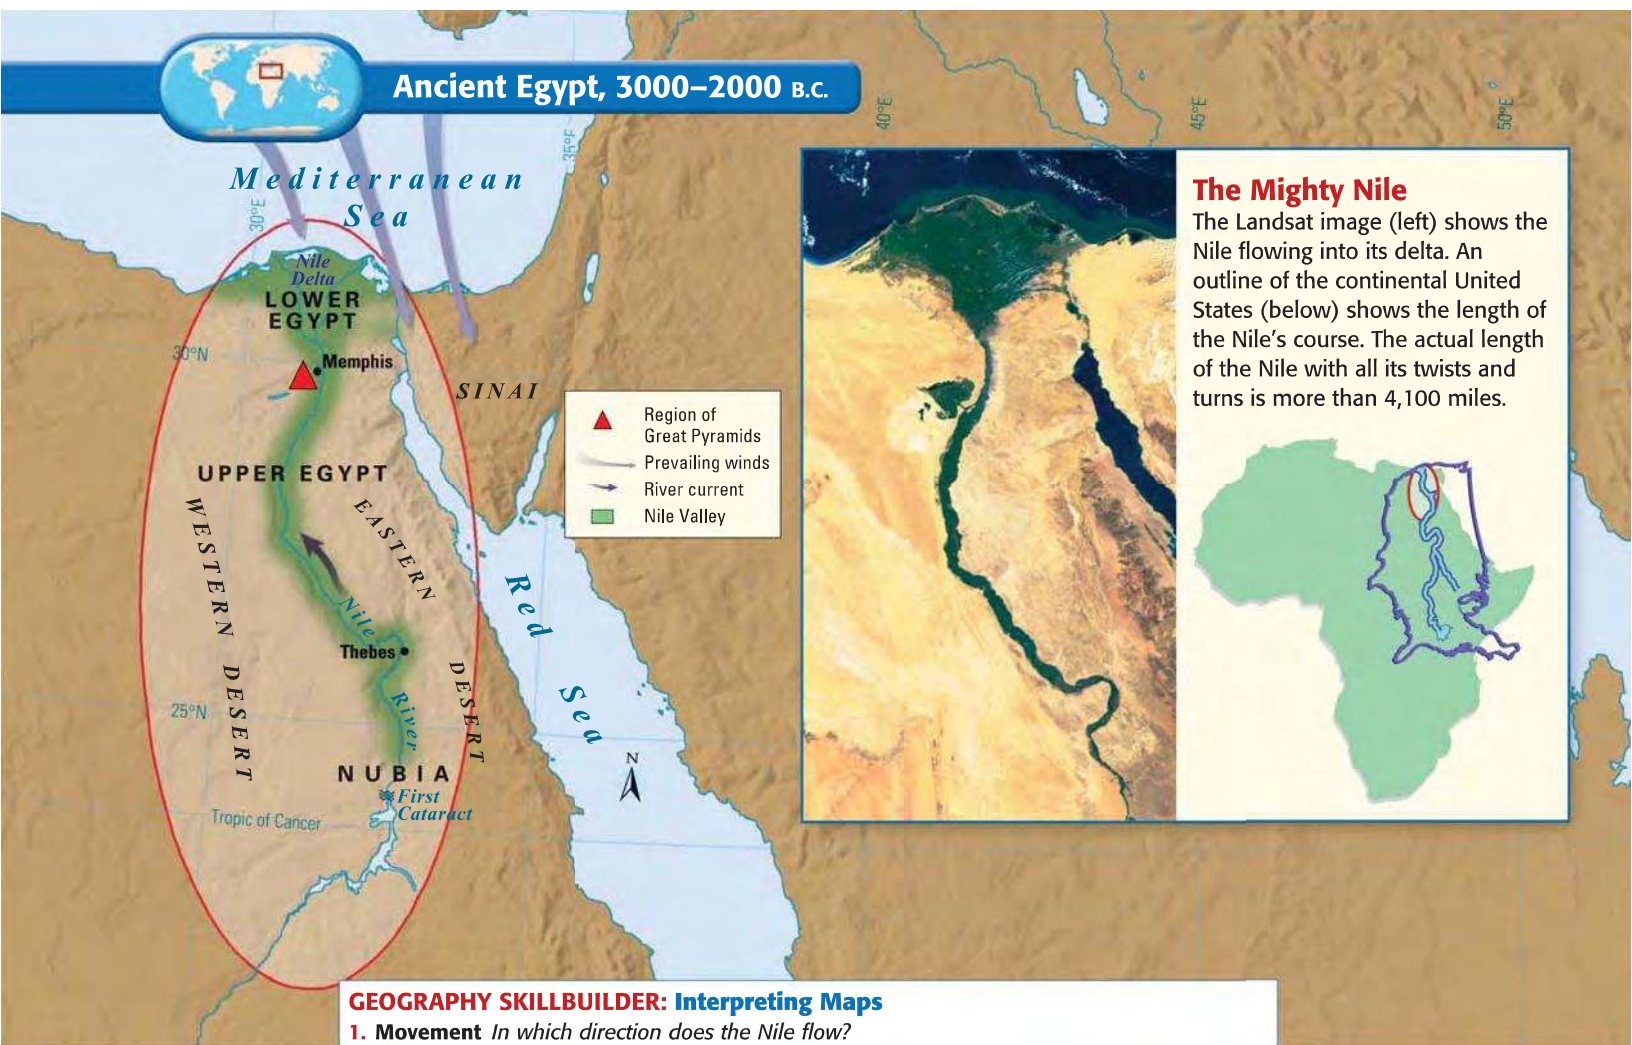 Ancient Egypt, 3000–2000 B.C.
40°E
45°E
50°E
35°E
30°E
Mediterranean
Sea
Nile
Delta
LOWER
EGYPT
30°N
Memphis
SINAI
UPPER EGYPT
WESTERN DESERT
EASTERN DESERT
Nile River
Thebes
Red Sea
25°N
NUBIA
First
Cataract
Tropic of Cancer
N
Region of
Great Pyramids
Prevailing winds
River current
Nile Valley
The Mighty Nile
The Landsat image (left) shows the
Nile flowing into its delta. An
outline of the continental United
States (below) shows the length of
the Nile’s course. The actual length
of the Nile with all its twists and
turns is more than 4,100 miles.
GEOGRAPHY SKILLBUILDER: Interpreting Maps
1. Movement In which direction does the Nile flow?